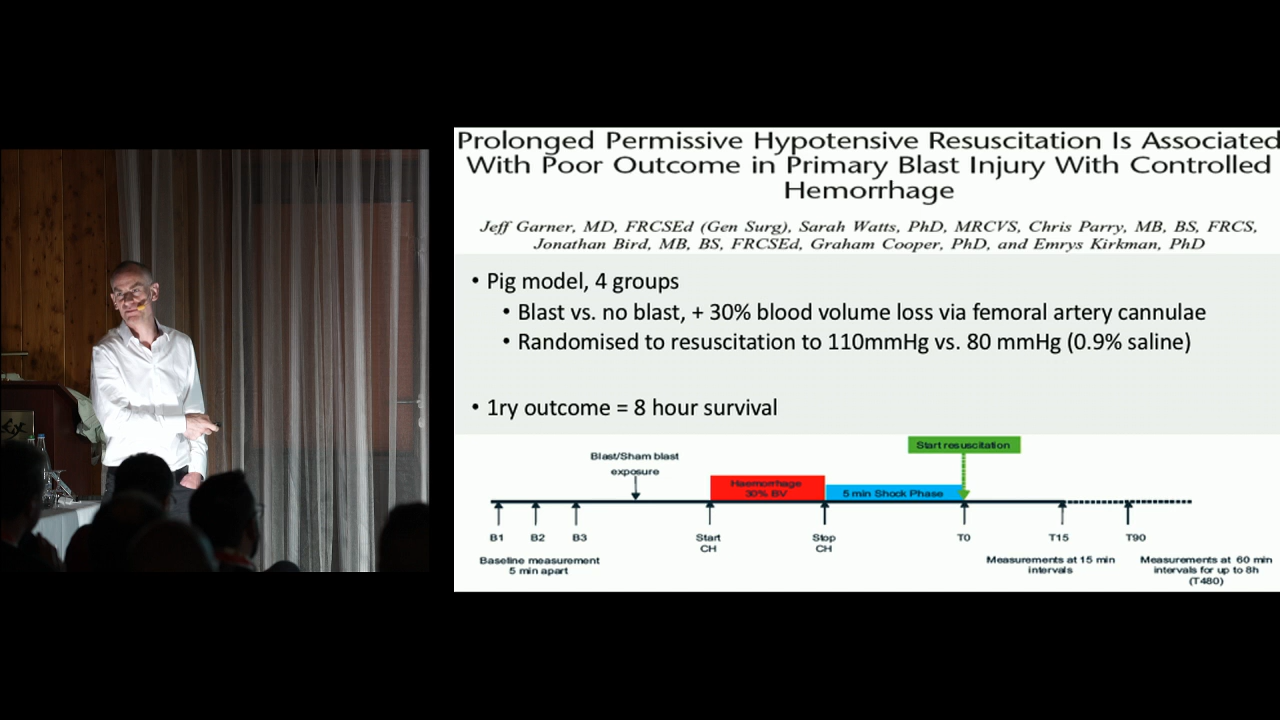 Prolonged Permissive Hypotensive Resuscitation Is Associated
With Poor Outcome in Primary Blast Injury With Controlled
Hemorrhage
Jeff Garner, MD, FRCSEd (Gen Surg), Sarah Watts, PhD, MRCVS, Chris Parry, MB, BS, FRCS,
Jonathan Bird, MB, BS, FRCSEd, Graham Cooper, PhD, and Emrys Kirkman, PhD
• Pig model, 4 groups
• Blast vs. no blast, + 30% blood volume loss via femoral artery cannulae
• Randomised to resuscitation to 110mmHg vs. 80 mmHg (0.9% saline)
• 1ry outcome = 8 hour survival
Start resuscitation
Blast/Sham blast
exposure
Haemorrhage
30% BV
5 min Shock Phase
B1
B2
B3
Start
CH
Stop
CH
T0
T15
T90
Baseline measurement
5 min apart
Measurements at 15 min
intervals
Measurements at 60 min
intervals for up to 8h
(T480)